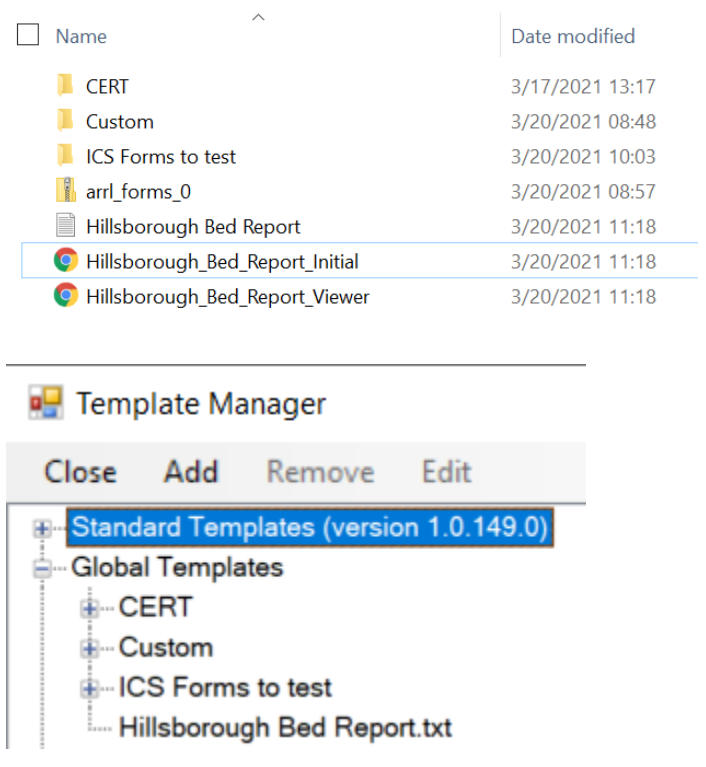 Name Date modified
CERT 3/17/2021 13:17
Custom 3/20/2021 08:48
ICS Forms to test 3/20/2021 10:03
arrl_forms_0 3/20/2021 08:57
Hillsborough Bed Report 3/20/2021 11:18
Hillsborough_Bed_Report_Initial 3/20/2021 11:18
Hillsborough_Bed_Report_Viewer 3/20/2021 11:18
Template Manager
Close Add Remove Edit
Standard Templates (version 1.0.149.0)
Global Templates
CERT
Custom
ICS Forms to test
Hillsborough Bed Report.txt